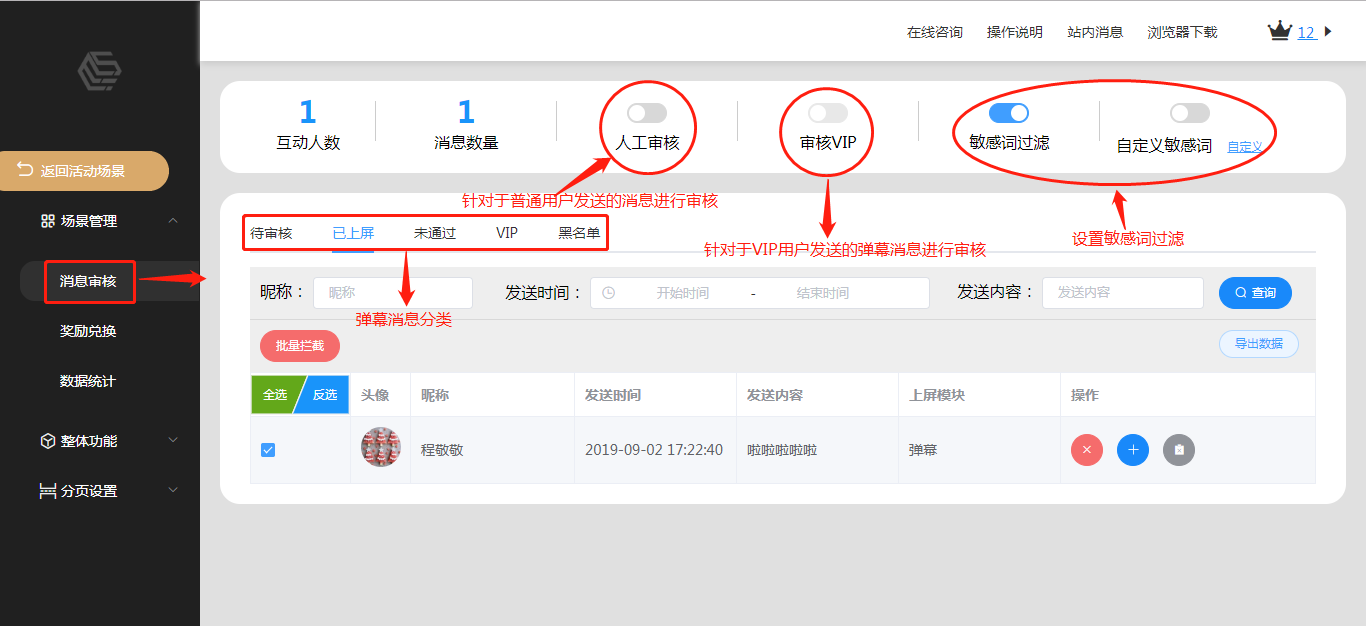 在线咨询 操作说明 站内消息 浏览器下载 12
1 1
互动人数 消息数量 人工审核 审核VIP 敏感词过滤 自定义敏感词 自定义
返回活动场景
针对于普通用户发送的消息进行审核
场景管理
待审核 已上屏 未通过 VIP 黑名单
设置敏感词过滤
针对于VIP用户发送的弹幕消息进行审核
消息审核
昵称： 昵称 发送时间： 开始时间 - 结束时间 发送内容： 发送内容 查询
弹幕消息分类
奖励兑换
批量拦截 导出数据
数据统计
全选 反选 头像 昵称 发送时间 发送内容 上屏模块 操作
整体功能
程敬敬 2019-09-02 17:22:40 啦啦啦啦啦 弹幕
分页设置